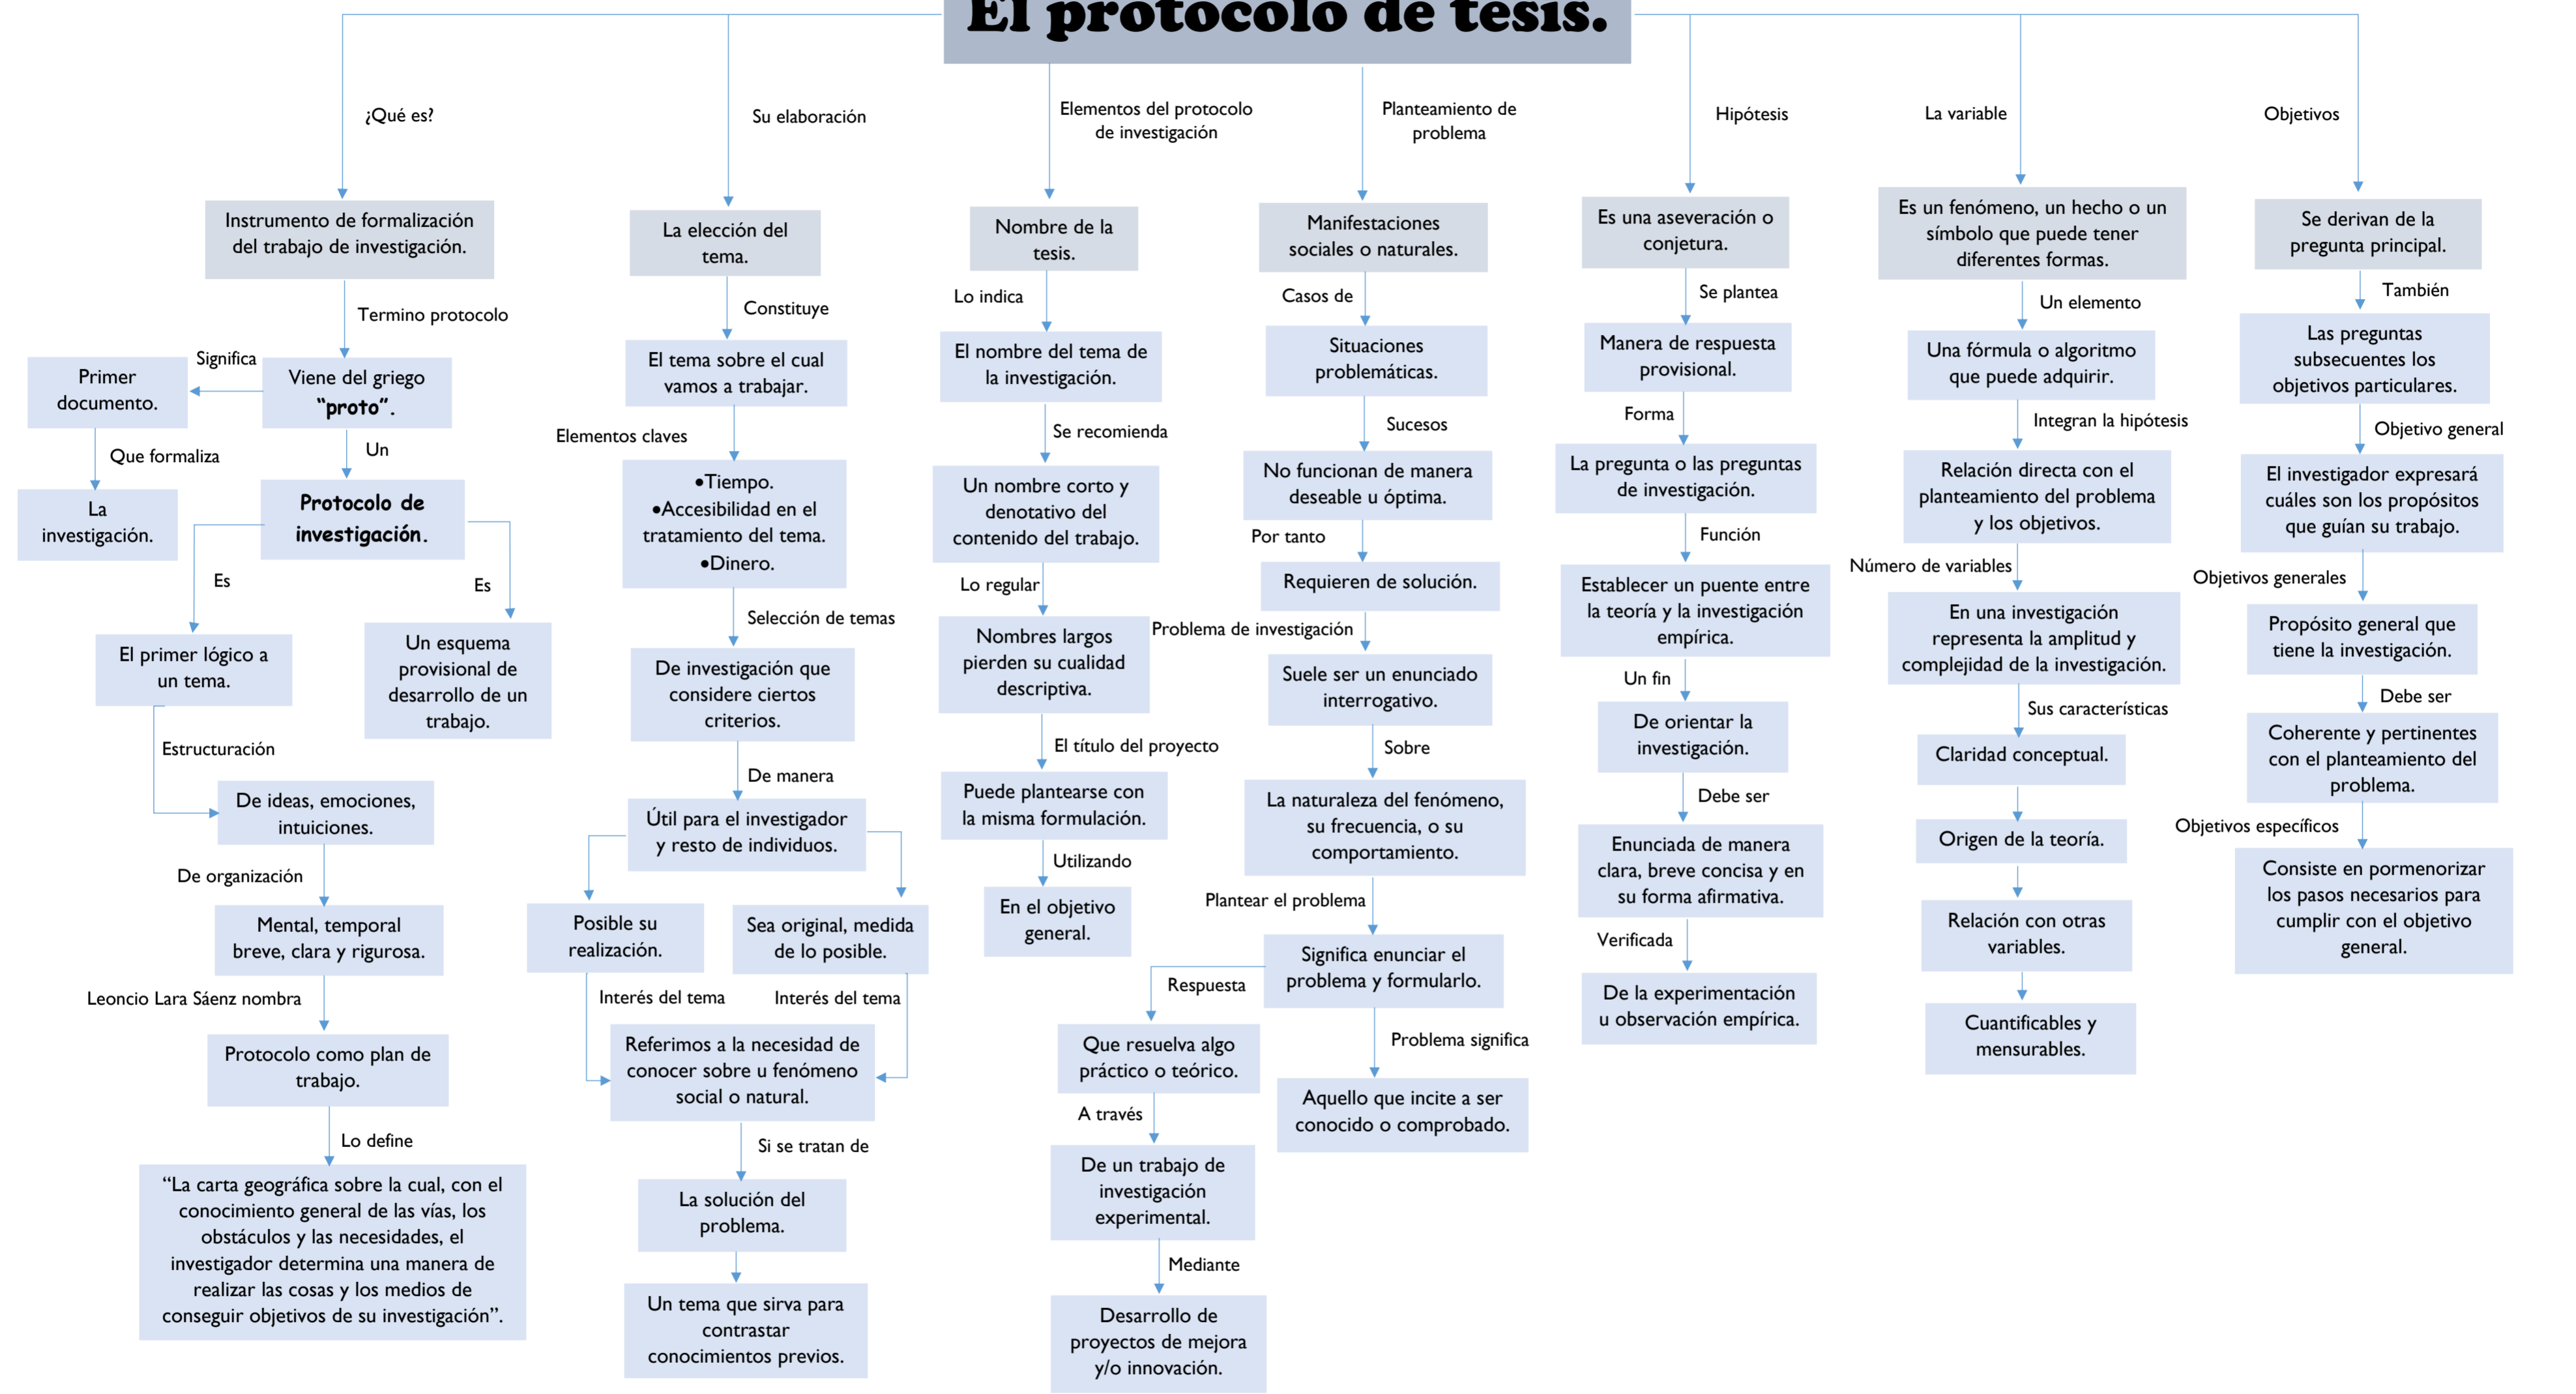 El protocolo de tesis.
¿Qué es?
Instrumento de formalización
del trabajo de investigación.
Termino protocolo
Viene del griego
“proto”.
Significa
Primer
documento.
Que formaliza
La
investigación.
Un
Protocolo de
investigación.
Es
El primer lógico a
un tema.
Es
Un esquema
provisional de
desarrollo de un
trabajo.
Estructuración
De ideas, emociones,
intuiciones.
De organización
Mental, temporal
breve, clara y rigurosa.
Leoncio Lara Sáenz nombra
Protocolo como plan de
trabajo.
Lo define
“La carta geográfica sobre la cual, con el
conocimiento general de las vías, los
obstáculos y las necesidades, el
investigador determina una manera de
realizar las cosas y los medios de
conseguir objetivos de su investigación”.
Su elaboración
La elección del
tema.
Constituye
El tema sobre el cual
vamos a trabajar.
Elementos claves
•Tiempo.
•Accesibilidad en el
tratamiento del tema.
•Dinero.
Selección de temas
De investigación que
considere ciertos
criterios.
De manera
Útil para el investigador
y resto de individuos.
Posible su
realización.
Sea original, medida
de lo posible.
Interés del tema
Interés del tema
Referimos a la necesidad de
conocer sobre u fenómeno
social o natural.
Si se tratan de
La solución del
problema.
Un tema que sirva para
contrastar
conocimientos previos.
Elementos del protocolo
de investigación
Nombre de la
tesis.
Lo indica
El nombre del tema de
la investigación.
Se recomienda
Un nombre corto y
denotativo del
contenido del trabajo.
Lo regular
Nombres largos
pierden su cualidad
descriptiva.
El título del proyecto
Puede plantearse con
la misma formulación.
Utilizando
En el objetivo
general.
Planteamiento de
problema
Manifestaciones
sociales o naturales.
Casos de
Situaciones
problemáticas.
Sucesos
No funcionan de manera
deseable u óptima.
Por tanto
Requieren de solución.
Problema de investigación
Suele ser un enunciado
interrogativo.
Sobre
La naturaleza del fenómeno,
su frecuencia, o su
comportamiento.
Plantear el problema
Significa enunciar el
problema y formularlo.
Respuesta
Que resuelva algo
práctico o teórico.
A través
De un trabajo de
investigación
experimental.
Mediante
Desarrollo de
proyectos de mejora
y/o innovación.
Problema significa
Aquello que incite a ser
conocido o comprobado.
Hipótesis
Es una aseveración o
conjetura.
Se plantea
Manera de respuesta
provisional.
Forma
La pregunta o las preguntas
de investigación.
Función
Establecer un puente entre
la teoría y la investigación
empírica.
Un fin
De orientar la
investigación.
Debe ser
Enunciada de manera
clara, breve concisa y en
su forma afirmativa.
Verificada
De la experimentación
u observación empírica.
La variable
Es un fenómeno, un hecho o un
símbolo que puede tener
diferentes formas.
Un elemento
Una fórmula o algoritmo
que puede adquirir.
Integran la hipótesis
Relación directa con el
planteamiento del problema
y los objetivos.
Número de variables
En una investigación
representa la amplitud y
complejidad de la investigación.
Sus características
Claridad conceptual.
Origen de la teoría.
Relación con otras
variables.
Cuantificables y
mensurables.
Objetivos
Se derivan de la
pregunta principal.
También
Las preguntas
subsecuentes los
objetivos particulares.
Objetivo general
El investigador expresará
cuáles son los propósitos
que guían su trabajo.
Objetivos generales
Propósito general que
tiene la investigación.
Debe ser
Coherente y pertinentes
con el planteamiento del
problema.
Objetivos específicos
Consiste en pormenorizar
los pasos necesarios para
cumplir con el objetivo
general.